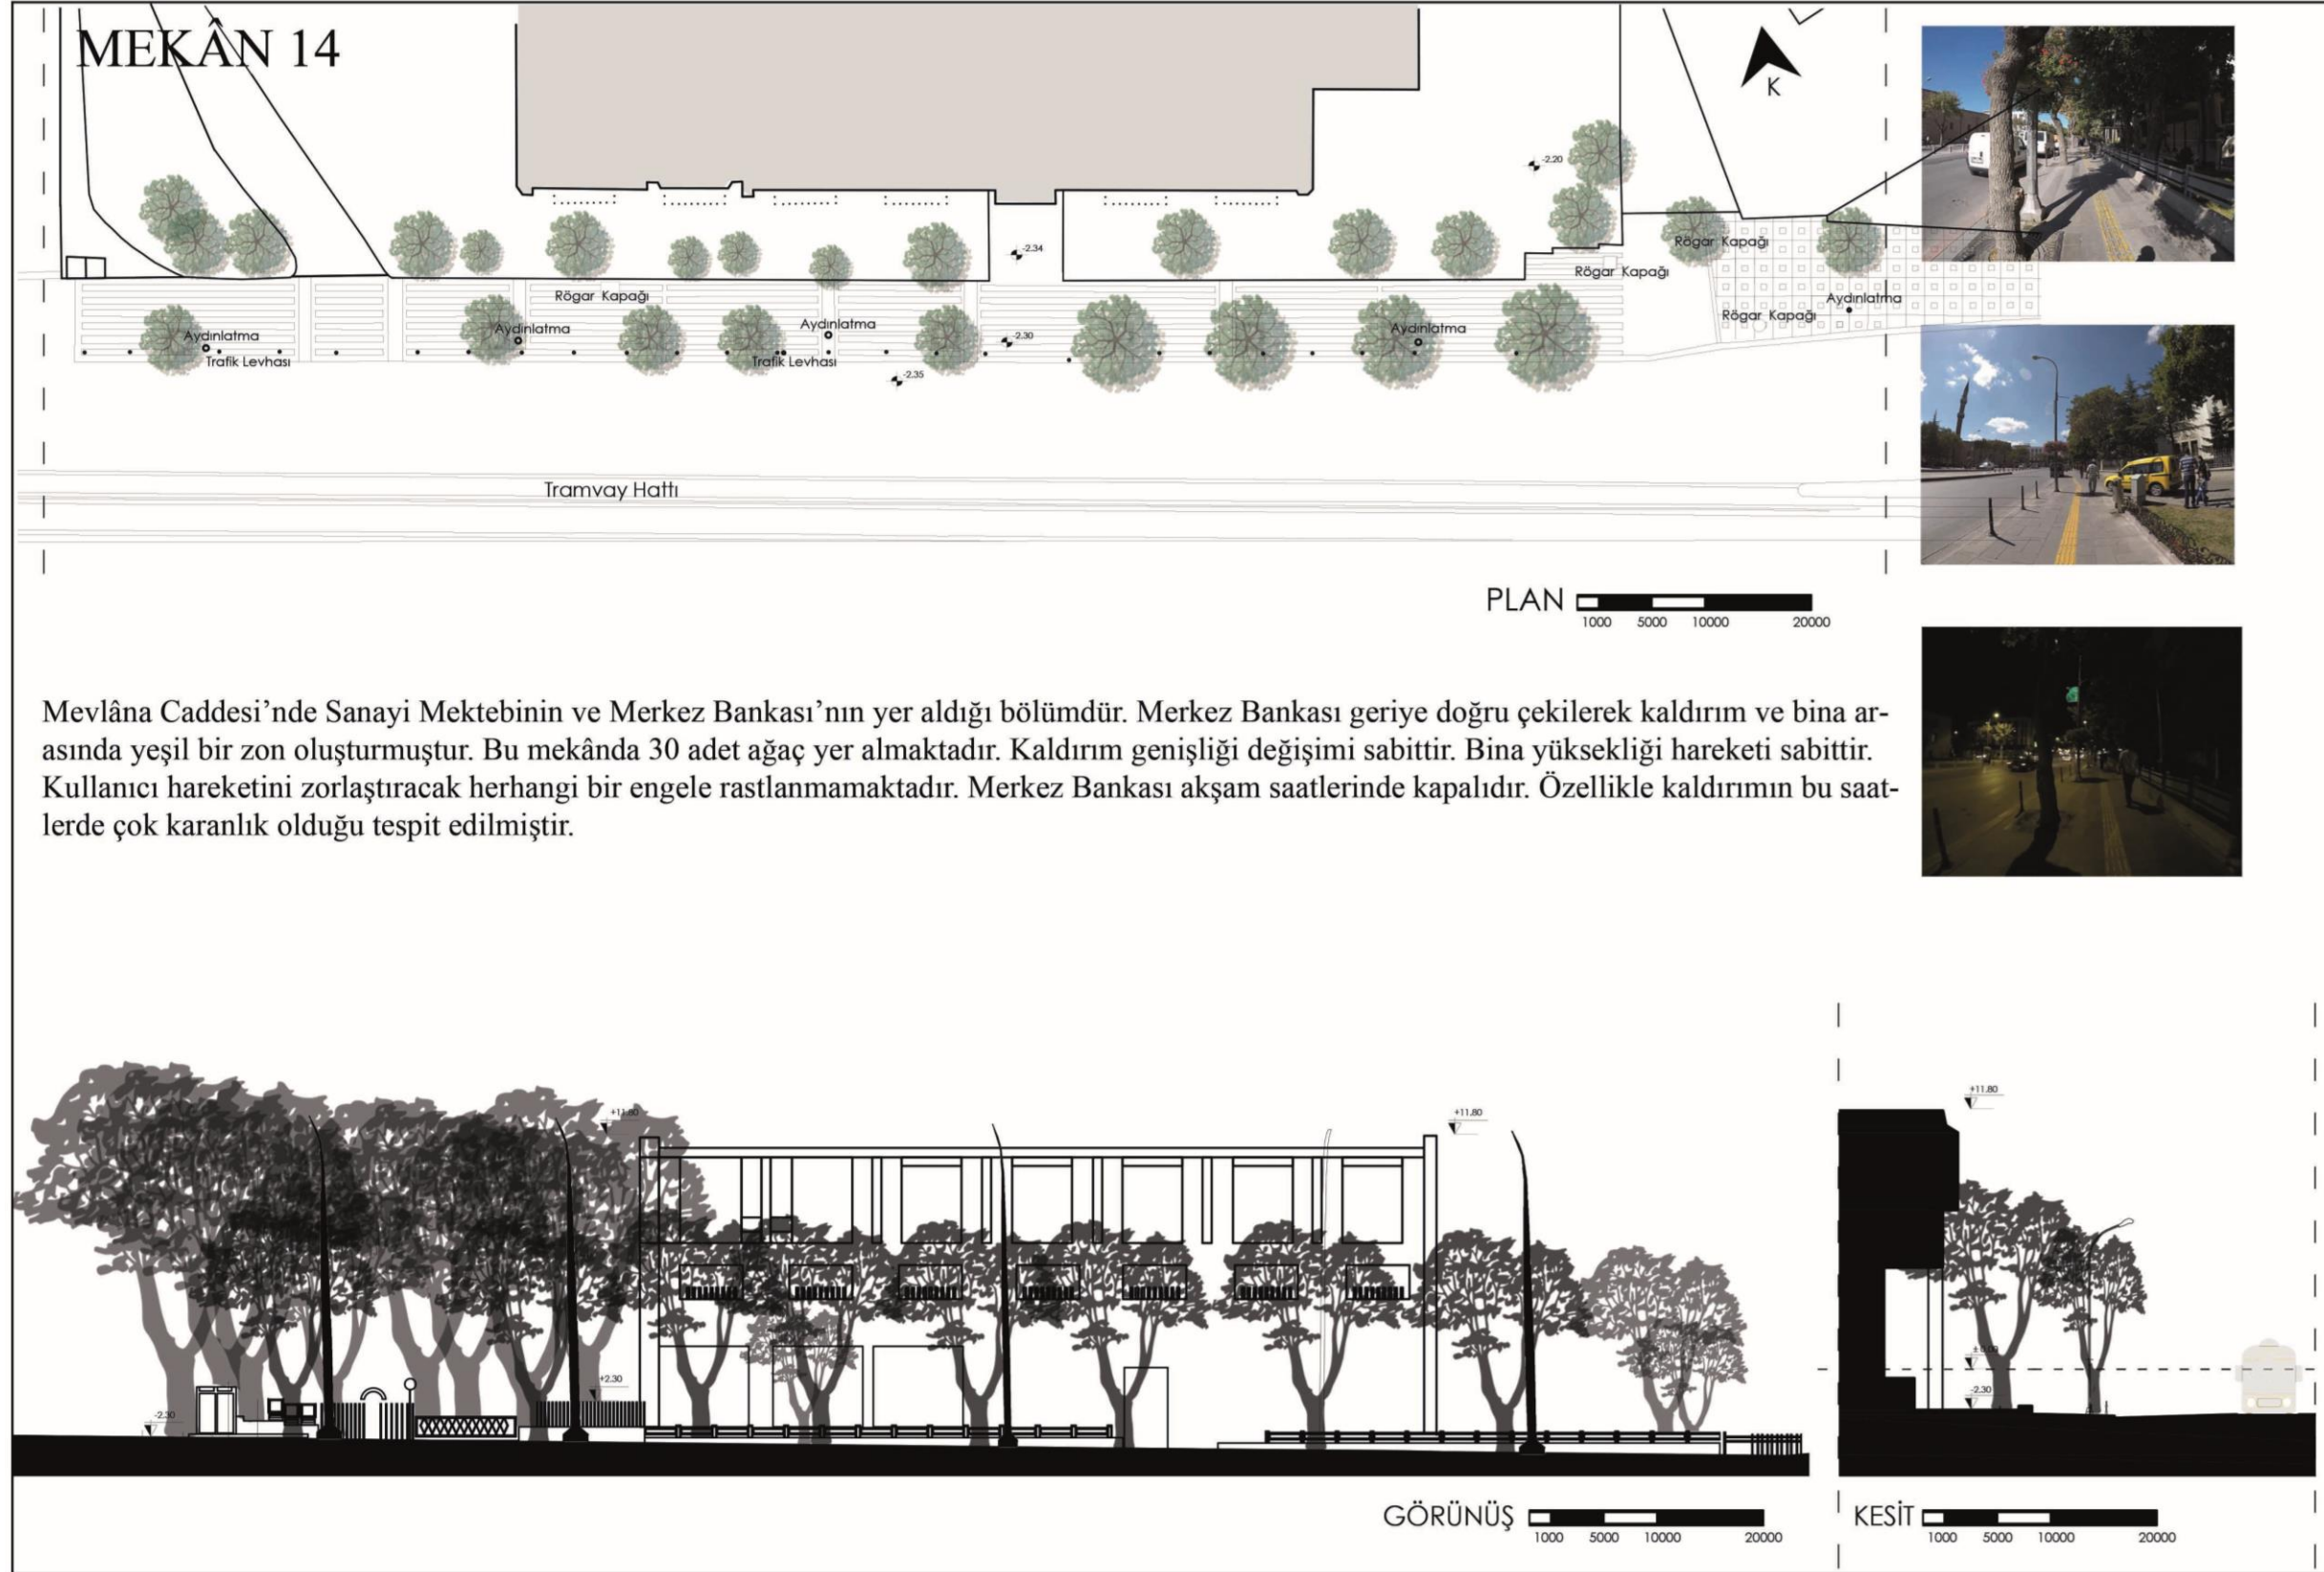 MEKÂN 14
K
-2.20
-2.34
Rögar Kapağı
Rögar Kapağı
Rögar Kapağı
Aydınlatma
Rögar Kapağı
Aydınlatma
Aydınlatma
Aydınlatma
Aydınlatma
-2.30
Trafik Levhası
Trafik Levhası
-2.35
Tramvay Hattı
PLAN
1000 5000 10000 20000
Mevlâna Caddesi’nde Sanayi Mektebinin ve Merkez Bankası’nın yer aldığı bölümdür. Merkez Bankası geriye doğru çekilerek kaldırım ve bina ar-
asında yeşil bir zon oluşturmuştur. Bu mekânda 30 adet ağaç yer almaktadır. Kaldırım genişliği değişimi sabittir. Bina yüksekliği hareketi sabittir.
Kullanıcı hareketini zorlaştıracak herhangi bir engele rastlanmamaktadır. Merkez Bankası akşam saatlerinde kapalıdır. Özellikle kaldırımın bu saat-
lerde çok karanlık olduğu tespit edilmiştir.
+11.80
+11.80
+11.80
+2.30
-2.30
±0.00
-2.30
GÖRÜNÜŞ
1000 5000 10000 20000
KESİT
1000 5000 10000 20000